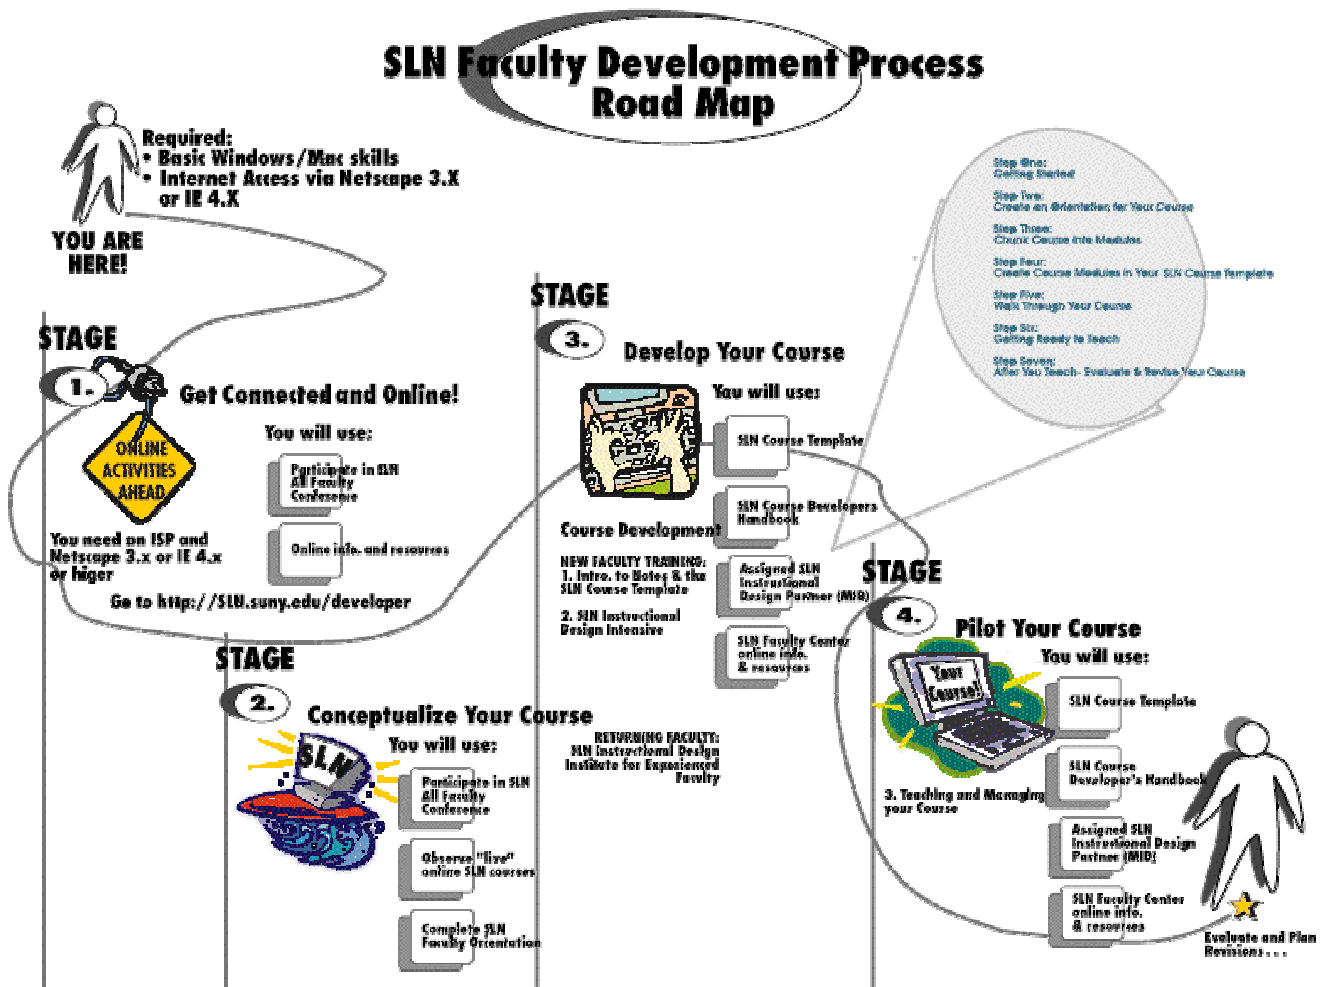 SLN Faculty Development Process
Road Map
Required:
• Basic Windows/Mac skills
• Internet Access via Netscape 3.X
or IE 4.X
YOU ARE
HERE!
STAGE
1.
Get Connected and Online!
ONLINE
ACTIVITIES
AHEAD
You will use:
Participate in SLN
All Faculty
Conference
Online info. and resources
You need an ISP and
Netscape 3.x or IE 4.x
or higer
Go to http://SLN.suny.edu/developer
STAGE
2.
Conceptualize Your Course
SLN
You will use:
Participate in SLN
All Faculty
Conference
Observe "live"
online SLN courses
Complete SLN
Faculty Orientation
STAGE
3.
Develop Your Course
You will use:
SLN Course Template
SLN Course Developers
Handbook
Assigned SLN
Instructional
Design Partner (MID)
SLN Faculty Center
online info.
& resources
Course Development
NEW FACULTY TRAINING:
1. Intro. to Notes & the
SLN Course Template
2. SLN Instructional
Design Intensive
RETURNING FACULTY:
SLN Instructional Design
Institute for Experienced
Faculty
Step One:
Getting Started
Step Two:
Create an Orientation for Your Course
Step Three:
Chunk Course into Modules
Step Four:
Create Course Modules in Your SLN Course Template
Step Five:
Walk Through Your Course
Step Six:
Getting Ready to Teach
Step Seven:
After You Teach- Evaluate & Revise Your Course
STAGE
4.
Pilot Your Course
Your
Course!
You will use:
SLN Course Template
SLN Course
Developer's Handbook
Assigned SLN
Instructional Design
Partner (MID)
SLN Faculty Center
online info.
& resources
3. Teaching and Managing
your Course
Evaluate and Plan
Revisions . . .